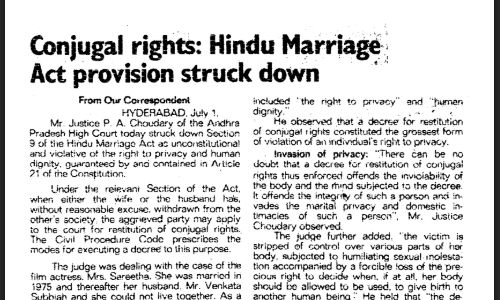 Conjugal rights: Hindu Marriage
Act provision struck down
From Our Correspondent
HYDERABAD, July 1.
Mr. Justice P. A. Choudary of the Andhra
Pradesh High Court today struck down Section
9 of the Hindu Marriage Act as unconstitutional
and violative of the right to privacy and human
dignity, guaranteed by and contained in Article
21 of the Constitution.
Under the relevant Section of the Act,
when either the wife or the husband has,
without reasonable excuse, withdrawn from the
other's society, the aggrieved party may apply
to the court for restitution of conjugal rights.
The Civil Procedure Code prescribes the
modes for executing a decree to this purpose.
The judge was dealing with the case of the
film actress, Mrs. Sareetha. She was married in
1975 and thereafter her husband, Mr. Venkata
Subbiah and she could not live together. As a
included "the right to privacy" and "human
dignity."
He observed that a decree for restitution
of conjugal rights constituted the grossest form
of violation of an individual's right to privacy.
Invasion of privacy: "There can be no
doubt that a decree for restitution of conjugal
rights thus enforced offends the inviolability of
the body and the mind subjected to the decree.
It offends the integrity of such a person and in-
vades the marital privacy and domestic in-
timacies of such a person", Mr. Justice
Choudary observed.
The judge further added, "the victim is
stripped of control over various parts of her
body, subjected to humiliating sexual molesta-
tion accompanied by a forcible loss of the pre-
cious right to decide when, if at all, her body
should be allowed to be used, to give birth to
another human being." He held that "the de-